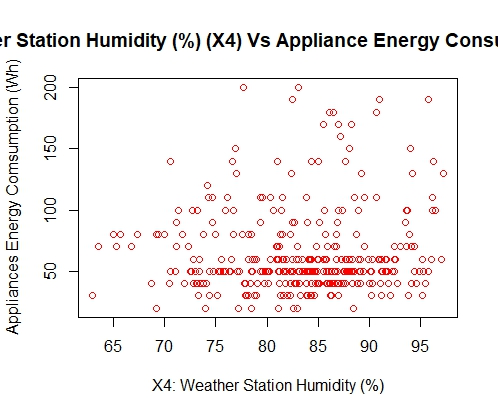 er Station Humidity (%) (X4) Vs Appliance Energy Consu
Appliances Energy Comsumption (Wh)
200
150
100
50
65 70 75 80 85 90 95
X4: Weather Station Humidity (%)